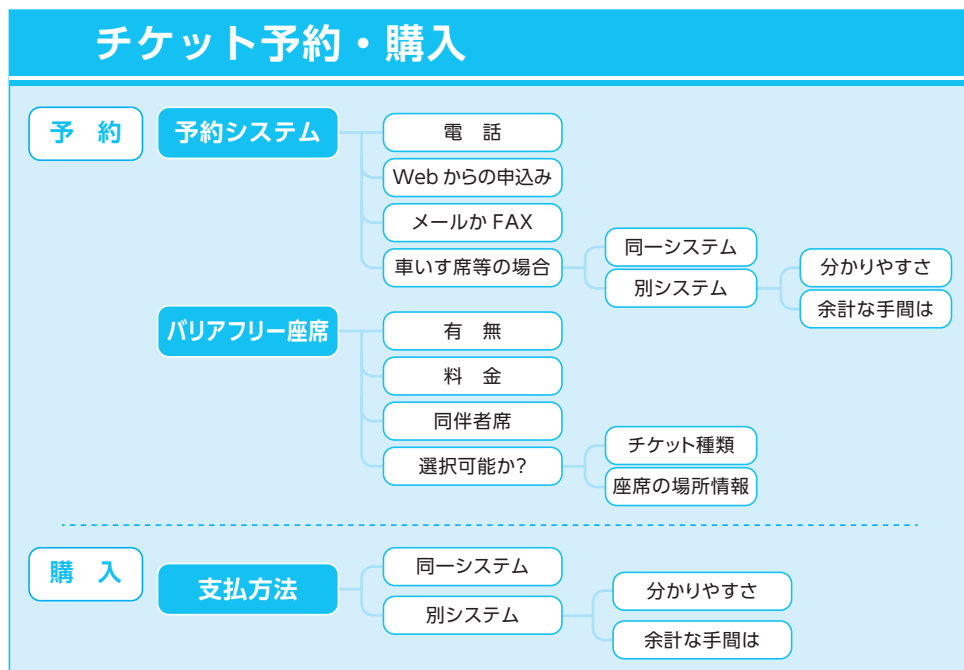 チケット予約・購入
予　約
予約システム
電　話
Web からの申込み
メールか FAX
車いす席等の場合
同一システム
別システム
分かりやすさ
余計な手間は
バリアフリー座席
有　無
料　金
同伴者席
選択可能か?
チケット種類
座席の場所情報
購　入
支払方法
同一システム
別システム
分かりやすさ
余計な手間は